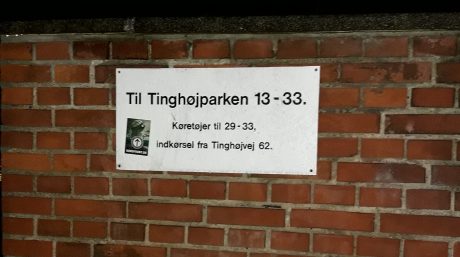 Til Tinghøjparken 13-33.
Køretøjer til 29-33,
indkørsel fra Tinghøjvej 62.